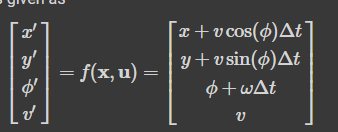 s given as
[x′ y′ ϕ′ v′] = f(x, u) = [x + v cos(ϕ)Δt
y + v sin(ϕ)Δt
ϕ + ωΔt
v]